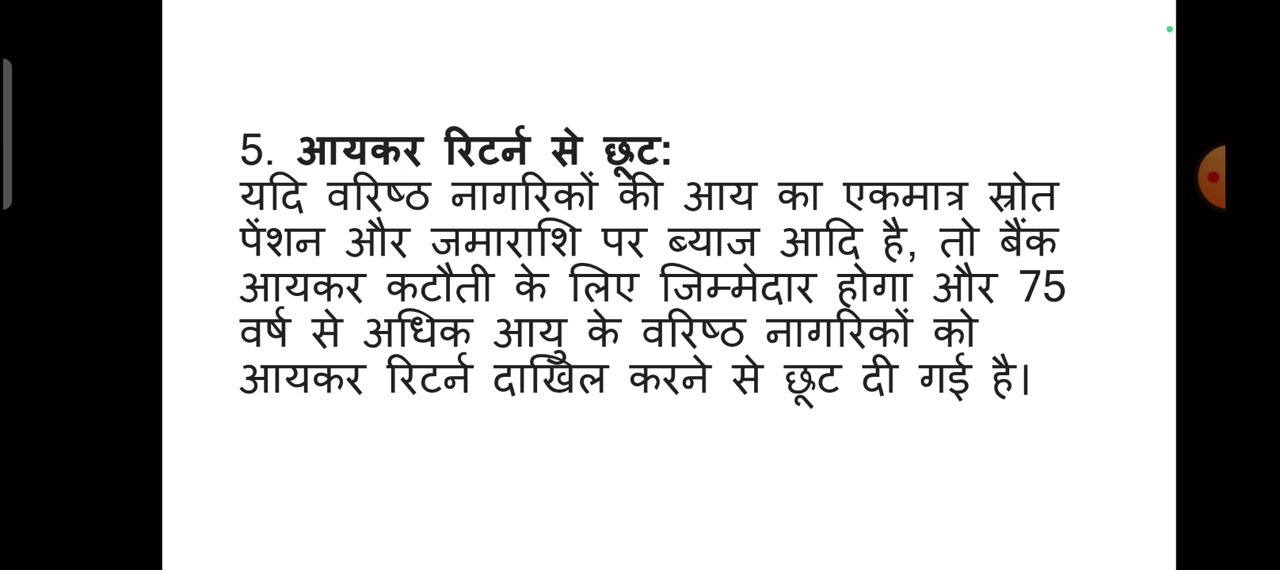 5. आयकर रिटर्न से छूट:
यदि वरिष्ठ नागरिकों की आय का एकमात्र स्रोत
पेंशन और जमाराशि पर ब्याज आदि है, तो बैंक
आयकर कटौती के लिए जिम्मेदार होगा और 75
वर्ष से अधिक आयु के वरिष्ठ नागरिकों को
आयकर रिटर्न दाखिल करने से छूट दी गई है।